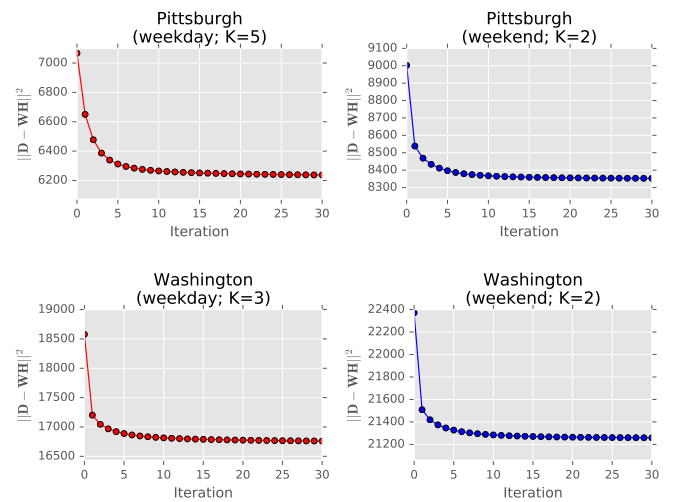 Pittsburgh
(weekday; K=5)
||D − WH||²
7000
6800
6600
6400
6200
0 5 10 15 20 25 30
Iteration
Pittsburgh
(weekend; K=2)
||D − WH||²
9100
9000
8900
8800
8700
8600
8500
8400
8300
0 5 10 15 20 25 30
Iteration
Washington
(weekday; K=3)
||D − WH||²
19000
18500
18000
17500
17000
16500
0 5 10 15 20 25 30
Iteration
Washington
(weekend; K=2)
||D − WH||²
22400
22200
22000
21800
21600
21400
21200
0 5 10 15 20 25 30
Iteration